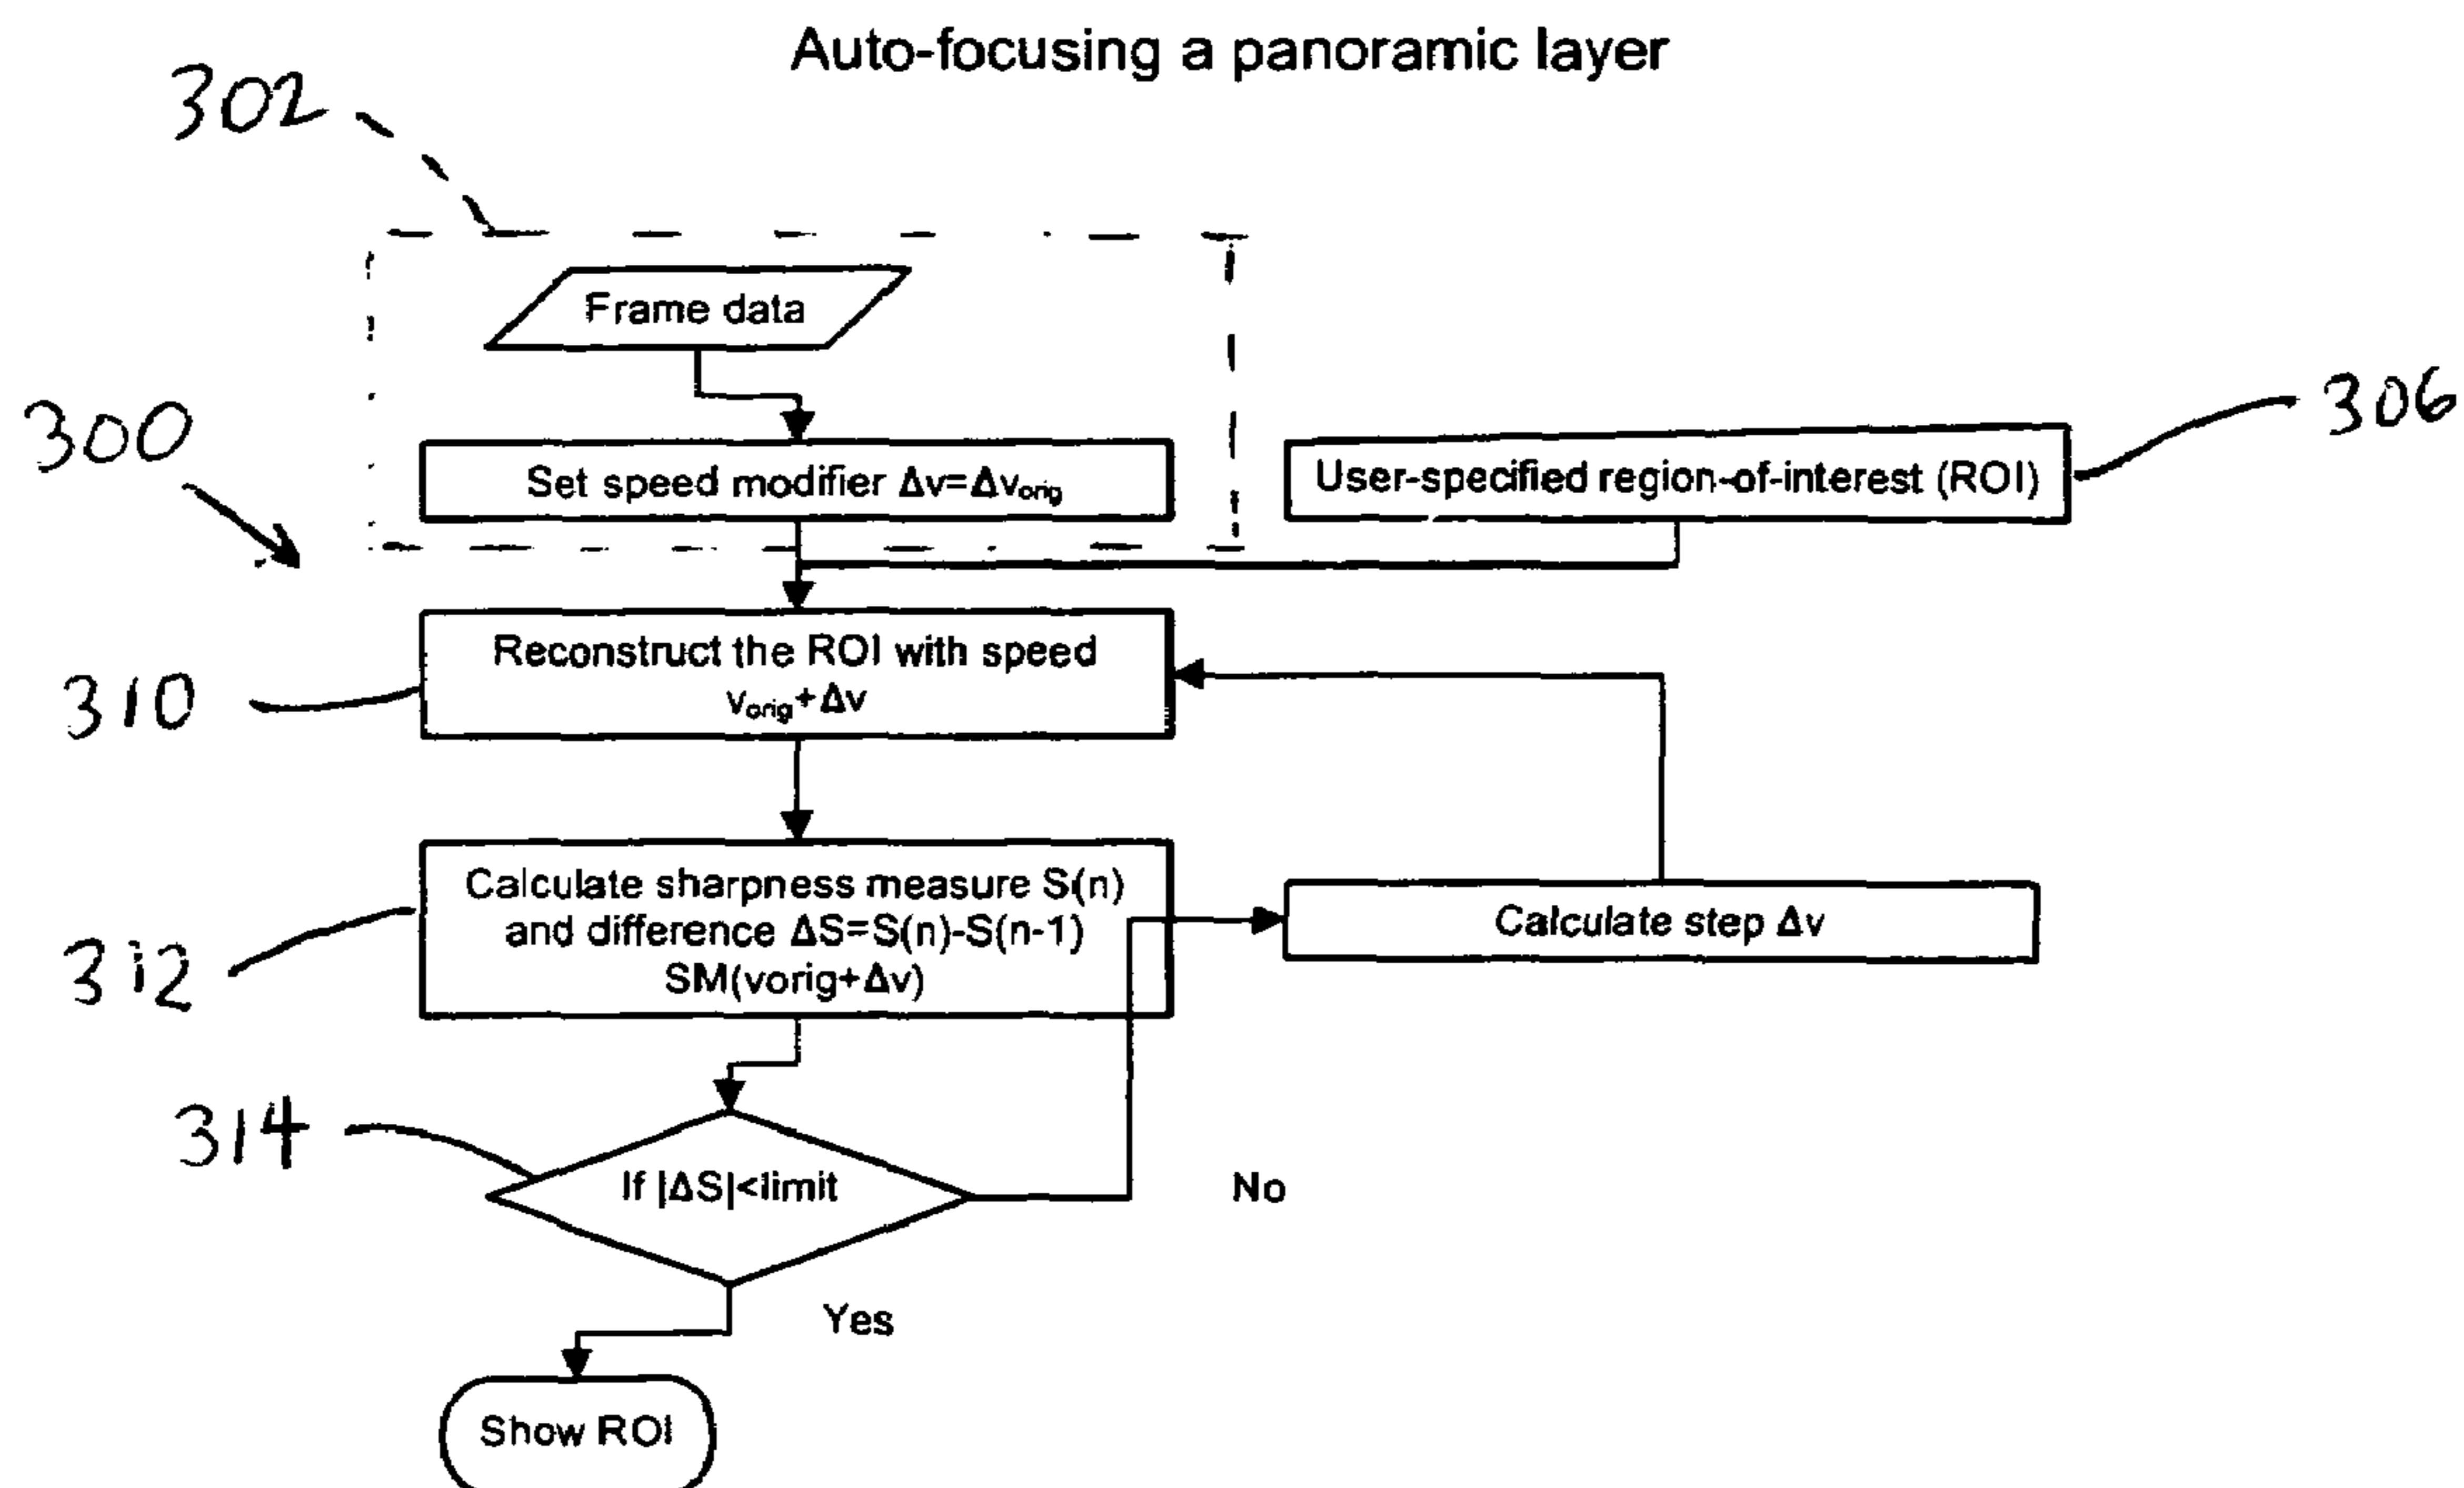 Auto-focusing a panoramic layer
302
Frame data
300
306
Set speed modifier Δv=Δvorig
User-specified region-of-interest (ROI)
310
Reconstruct the ROI with speed
vorig+Δv
312
Calculate sharpness measure S(n)
and difference ΔS=S(n)-S(n-1)
SM(vorig+Δv)
Calculate step Δv
314
If |ΔS|<limit
No
Yes
Show ROI